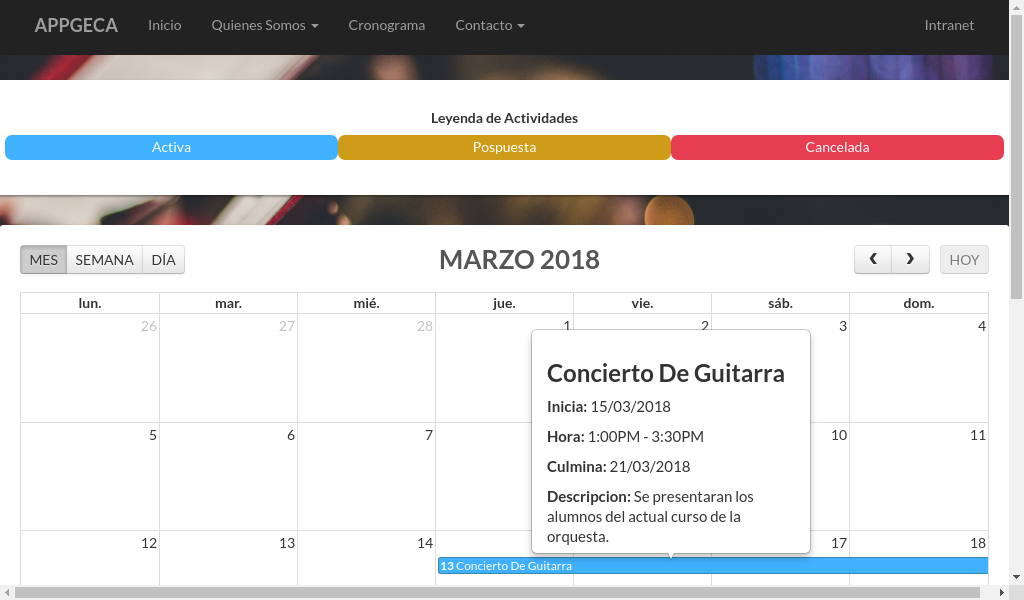 APPGECA Inicio Quienes Somos Cronograma Contacto Intranet
Leyenda de Actividades
Activa Pospuesta Cancelada
MES SEMANA DÍA MARZO 2018 HOY
lun. mar. mié. jue. vie. sáb. dom.
26 27 28 1 2 3 4
Concierto De Guitarra
Inicia: 15/03/2018
Hora: 1:00PM - 3:30PM
Culmina: 21/03/2018
Descripcion: Se presentaran los
alumnos del actual curso de la
orquesta.
5 6 7 10 11
12 13 14 17 18
13 Concierto De Guitarra